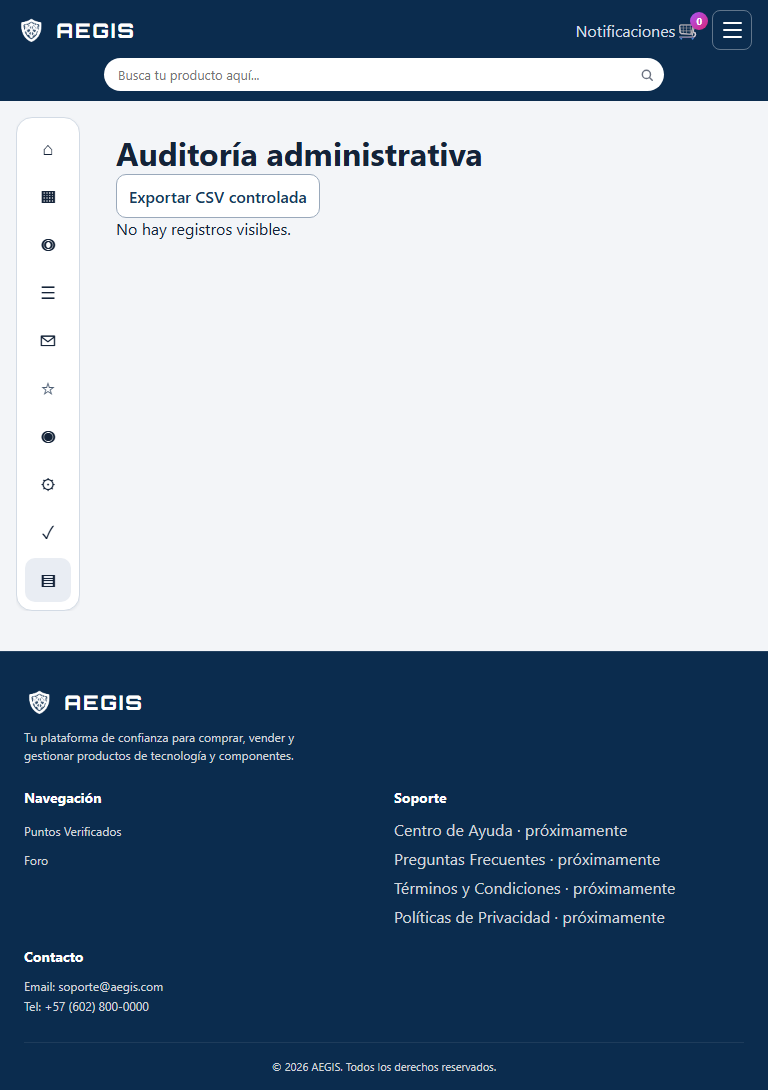 AEGIS
Notificaciones
0
Busca tu producto aquí...
Auditoría administrativa
Exportar CSV controlada
No hay registros visibles.
AEGIS
Tu plataforma de confianza para comprar, vender y
gestionar productos de tecnología y componentes.
Navegación
Puntos Verificados
Foro
Soporte
Centro de Ayuda · próximamente
Preguntas Frecuentes · próximamente
Términos y Condiciones · próximamente
Políticas de Privacidad · próximamente
Contacto
Email: soporte@aegis.com
Tel: +57 (602) 800-0000
© 2026 AEGIS. Todos los derechos reservados.